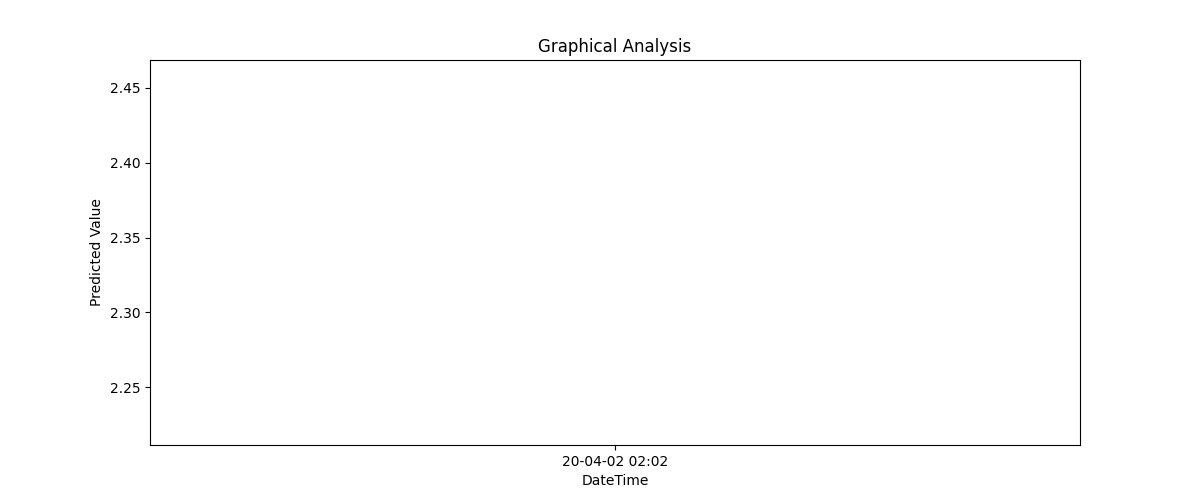 Graphical Analysis
2.45
2.40
2.35
2.30
2.25
Predicted Value
20-04-02 02:02
DateTime